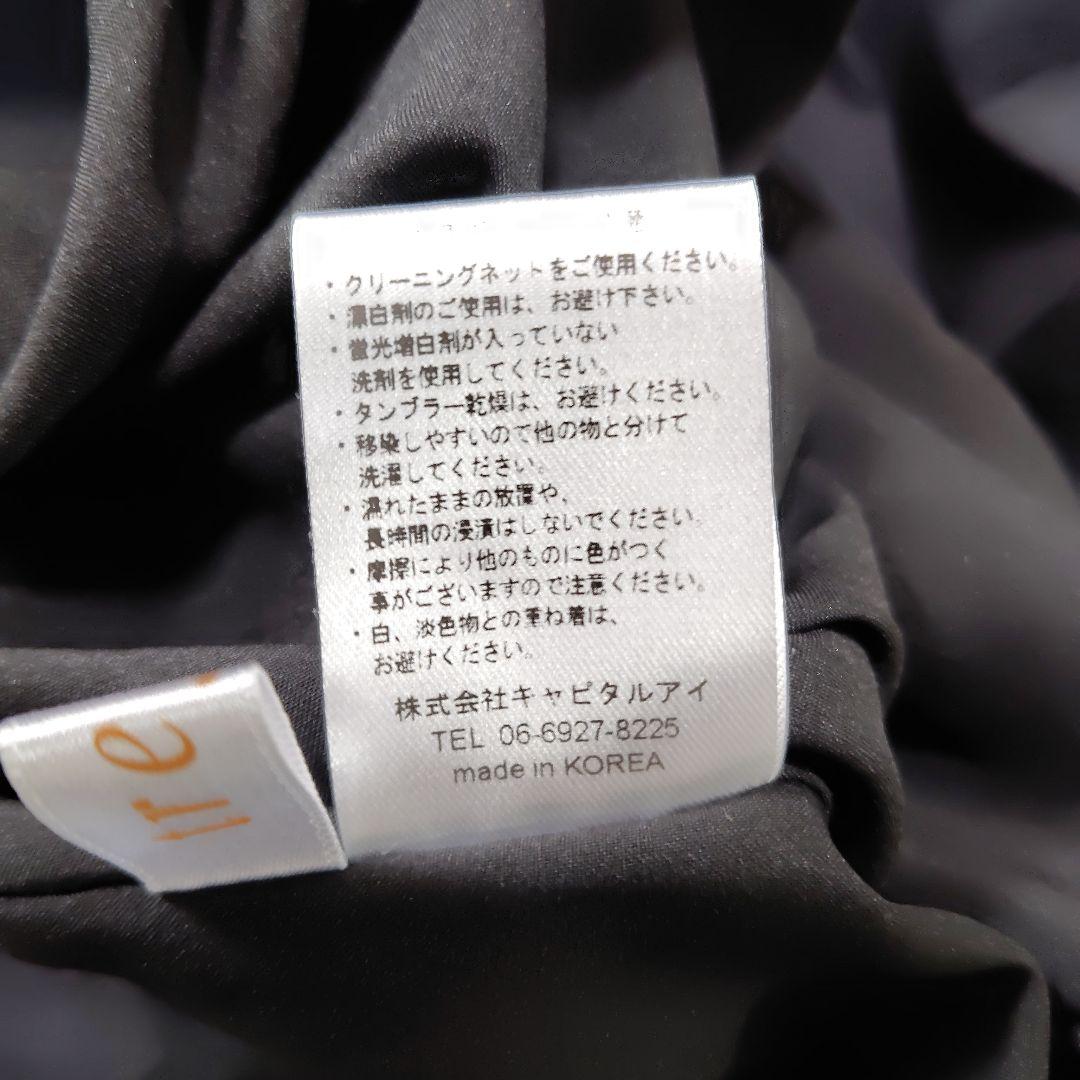 ・クリーニングネットをご使用ください。
・漂白剤のご使用は、お避け下さい。
・蛍光増白剤が入っていない
洗剤を使用してください。
・タンブラー乾燥は、お避けください。
・移染しやすいので他の物と分けて
洗濯してください。
・濡れたままの放置や、
長時間の浸漬はしないでください。
・摩擦により他のものに色がつく
事がございますので注意ください。
・白、淡色物との重ね着は、
お避けください。
株式会社キャピタルアイ
TEL 06-6927-8225
made in KOREA